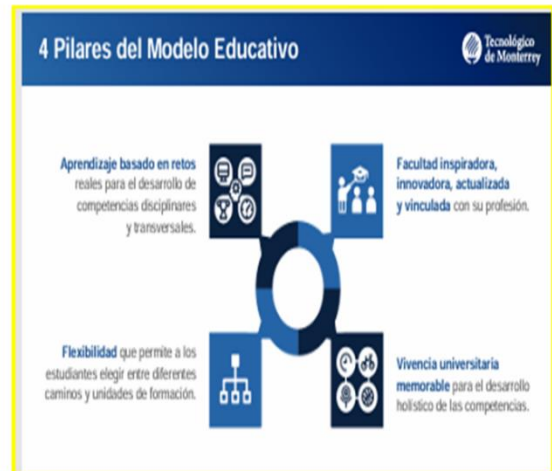 4 Pilares del Modelo Educativo
Tecnológico
de Monterrey
Aprendizaje basado en retos
reales para el desarrollo de
competencias disciplinares
y transversales.
Facultad inspiradora,
innovadora, actualizada
y vinculada con su profesión.
Flexibilidad que permite a los
estudiantes elegir entre diferentes
caminos y unidades de formación.
Vivencia universitaria
memorable para el desarrollo
holístico de las competencias.